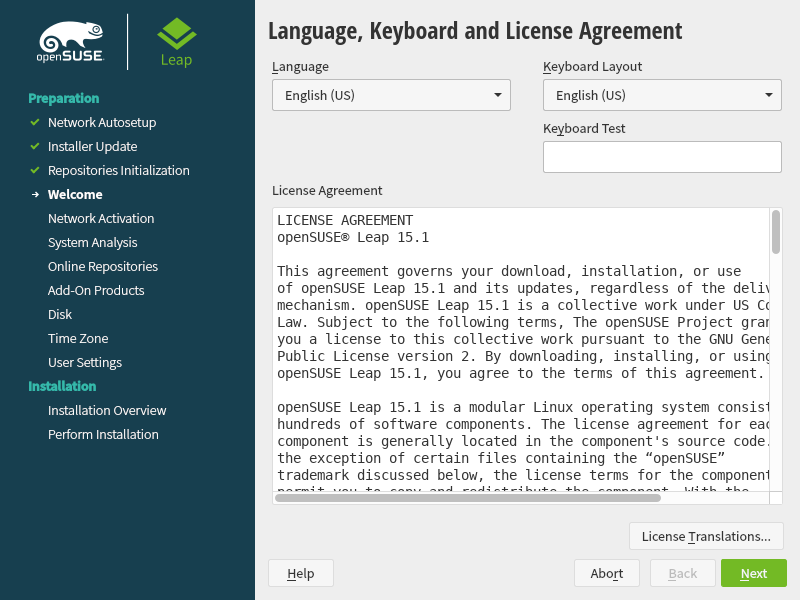 openSUSE
Leap
Preparation
Network Autosetup
Installer Update
Repositories Initialization
Welcome
Network Activation
System Analysis
Online Repositories
Add-On Products
Disk
Time Zone
User Settings
Installation
Installation Overview
Perform Installation
Language, Keyboard and License Agreement
Language
English (US)
Keyboard Layout
English (US)
Keyboard Test
License Agreement
LICENSE AGREEMENT
openSUSE® Leap 15.1
This agreement governs your download, installation, or use
of openSUSE Leap 15.1 and its updates, regardless of the deliv
mechanism. openSUSE Leap 15.1 is a collective work under US Co
Law. Subject to the following terms, The openSUSE Project gran
you a license to this collective work pursuant to the GNU Gene
Public License version 2. By downloading, installing, or using
openSUSE Leap 15.1, you agree to the terms of this agreement.
openSUSE Leap 15.1 is a modular Linux operating system consist
hundreds of software components. The license agreement for eac
component is generally located in the component's source code.
the exception of certain files containing the “openSUSE”
trademark discussed below, the license terms for the component
permit you to copy and redistribute the component. With the
License Translations...
Help
Abort
Back
Next